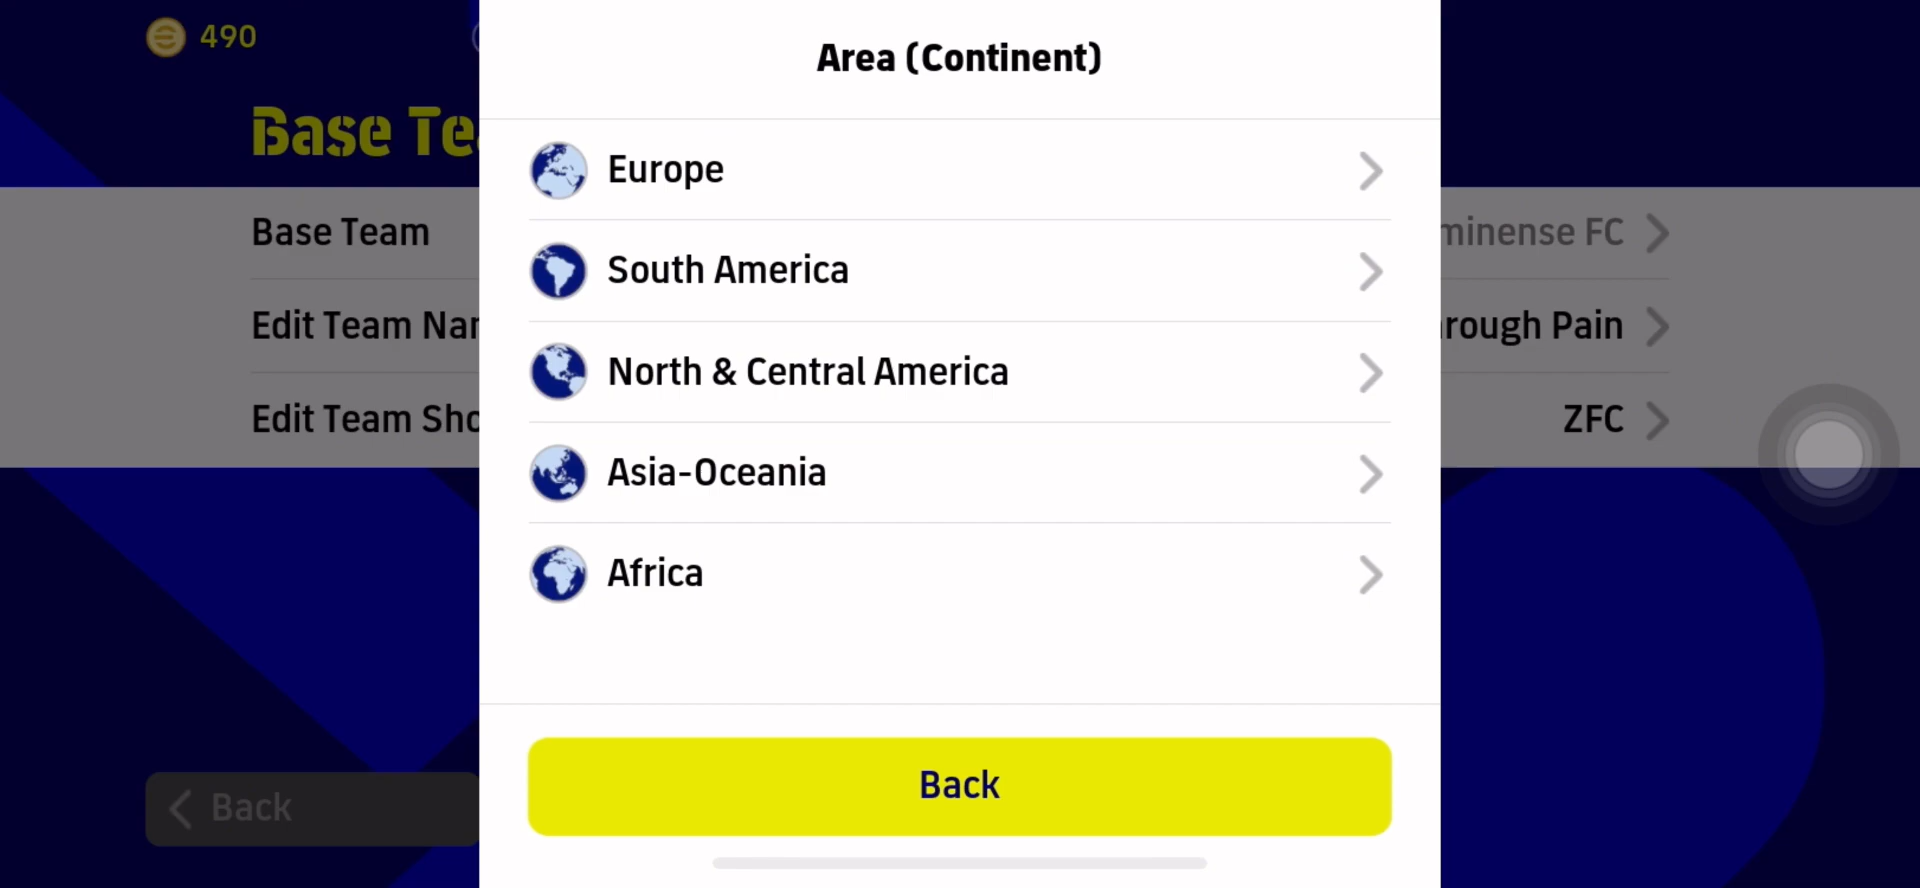 490
Area (Continent)
Base Te
Europe
Base Team
minense FC
South America
Edit Team Nar
rough Pain
North & Central America
Edit Team Sho
ZFC
Asia-Oceania
Africa
Back
Back